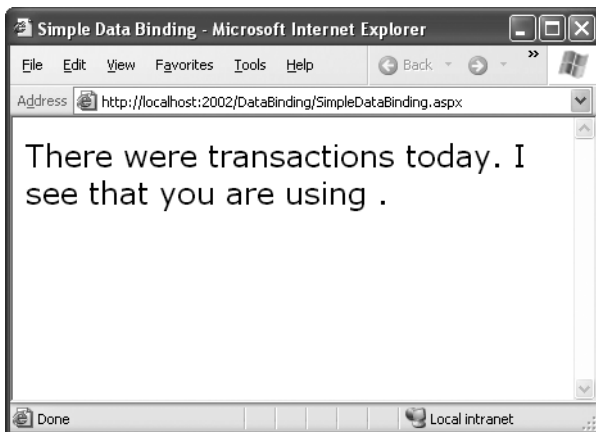 Simple Data Binding - Microsoft Internet Explorer
File Edit View Favorites Tools Help Back »
Address http://localhost:2002/DataBinding/SimpleDataBinding.aspx
There were transactions today. I
see that you are using .
Done Local intranet